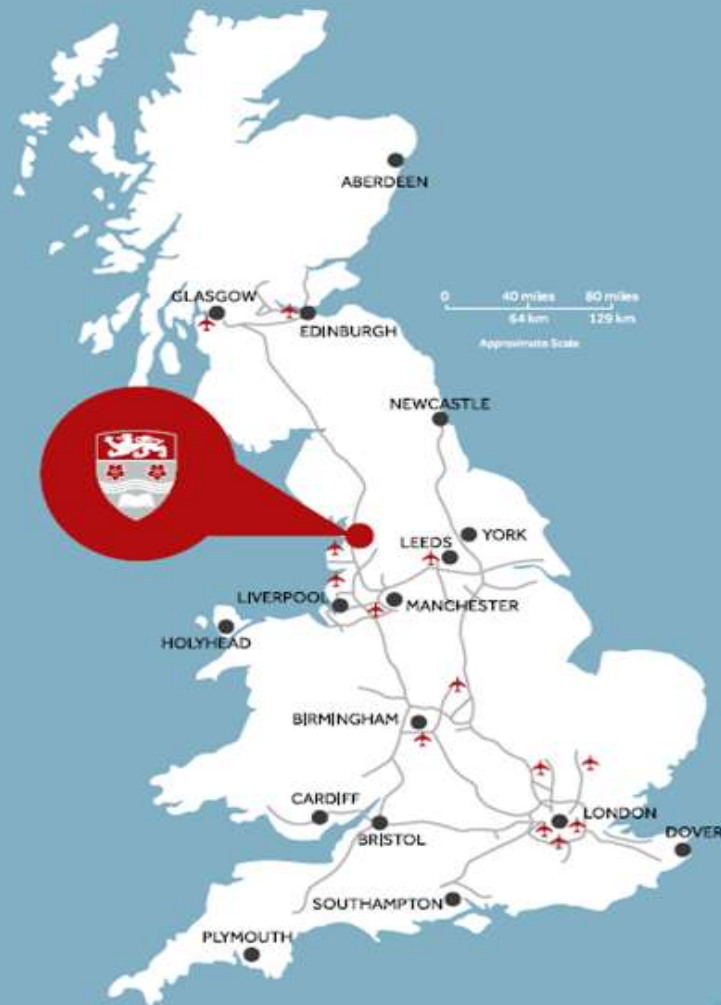 ABERDEEN
GLASGOW
EDINBURGH
0 40 miles 80 miles
64 km 129 km
Approximate Scale
NEWCASTLE
YORK
LEEDS
LIVERPOOL
MANCHESTER
HOLYHEAD
BIRMINGHAM
CARDIFF
LONDON
BRISTOL
DOVER
SOUTHAMPTON
PLYMOUTH